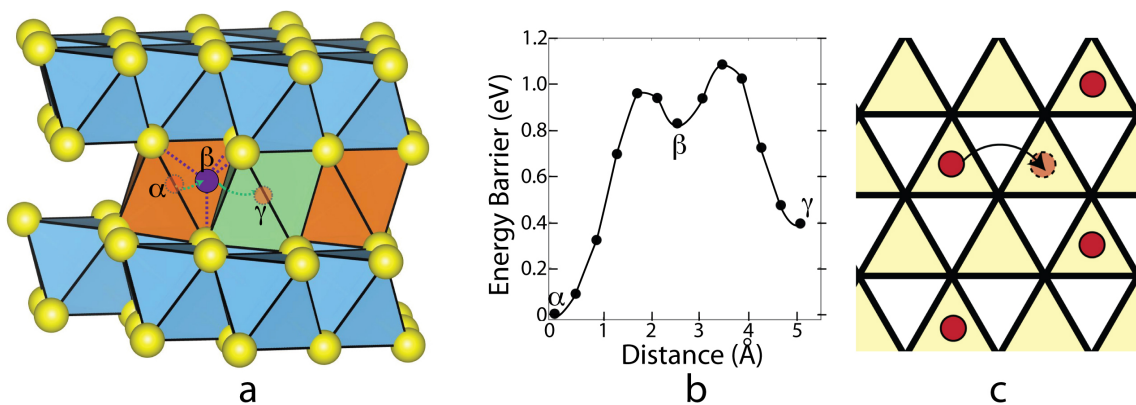 α
β
γ
a
Energy Barrier (eV)
1.2
1.0
0.8
0.6
0.4
0.2
0
α
β
γ
0 1 2 3 4 5
Distance (Å)
b
c